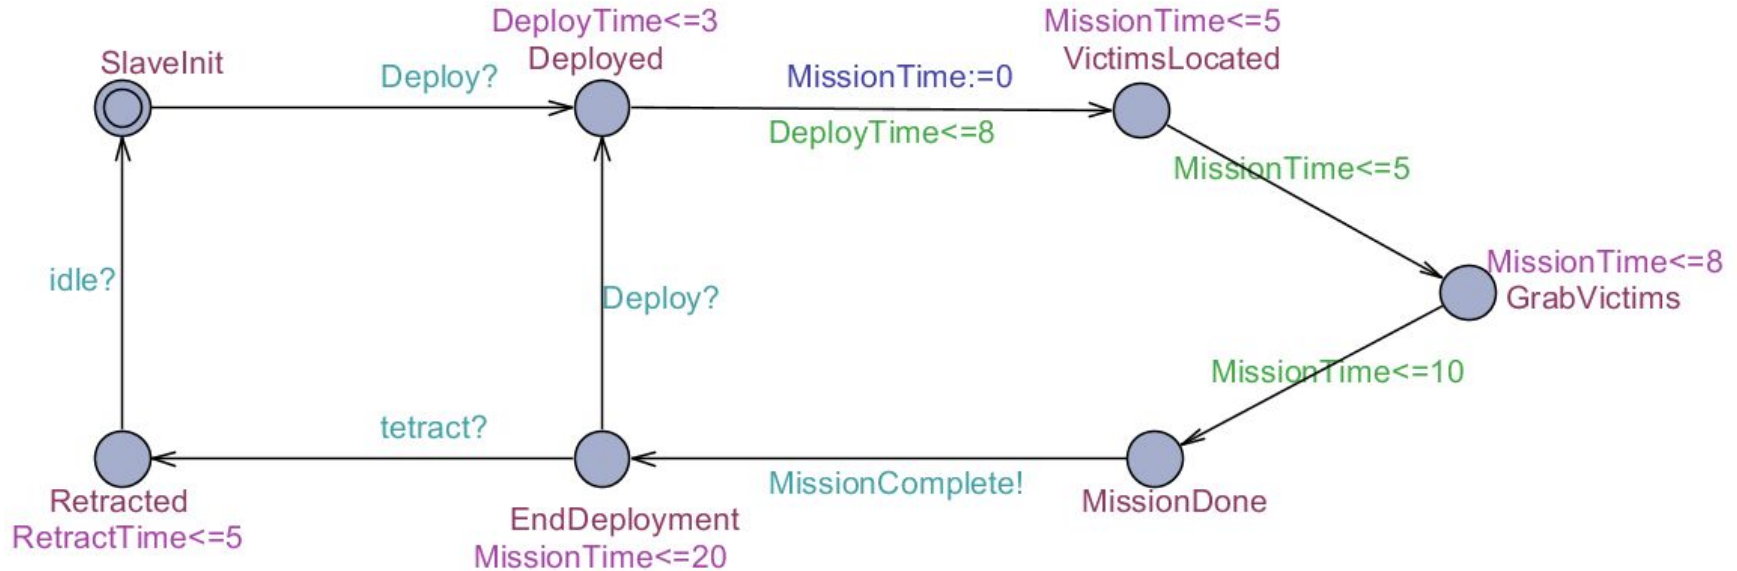 DeployTime<=3
MissionTime<=5
SlaveInit
Deployed
VictimsLocated
Deploy?
MissionTime:=0
DeployTime<=8
MissionTime<=5
idle?
Deploy?
MissionTime<=8
GrabVictims
MissionTime<=10
tetract?
MissionComplete!
Retracted
MissionDone
RetractTime<=5
EndDeployment
MissionTime<=20